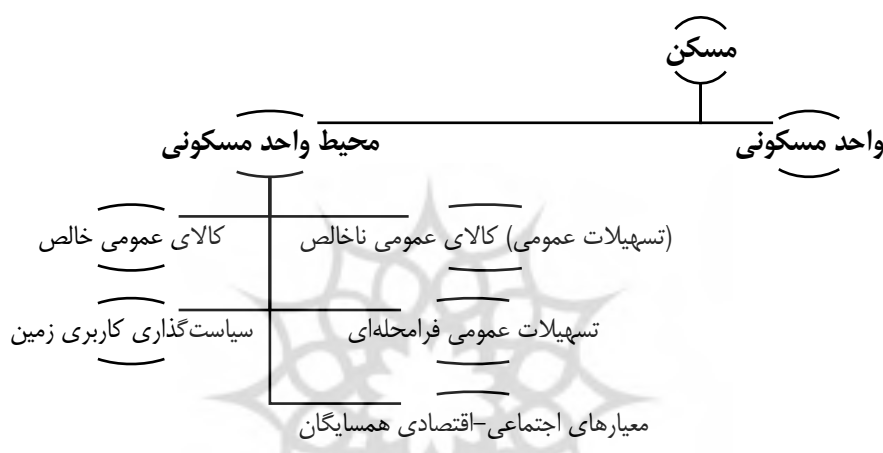 مسکن
واحد مسکونی
محیط واحد مسکونی
(تسهیلات عمومی) کالای عمومی ناخالص
کالای عمومی خالص
تسهیلات عمومی فرامحله‌ای
سیاست‌گذاری کاربری زمین
معیارهای اجتماعی-اقتصادی همسایگان